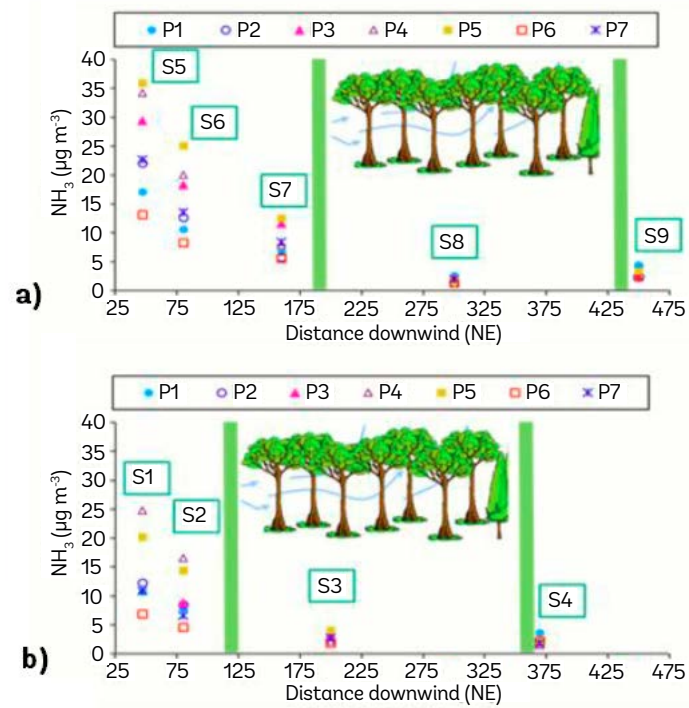 P1 P2 P3 P4 P5 P6 P7
40
35
30
25
20
15
10
5
0
NH₃ (µg m⁻³)
S5
S6
S7
S8
S9
25 75 125 175 225 275 325 375 425 475
Distance downwind (NE)
a)
P1 P2 P3 P4 P5 P6 P7
40
35
30
25
20
15
10
5
0
NH₃ (µg m⁻³)
S1
S2
S3
S4
25 75 125 175 225 275 325 375 425 475
Distance downwind (NE)
b)